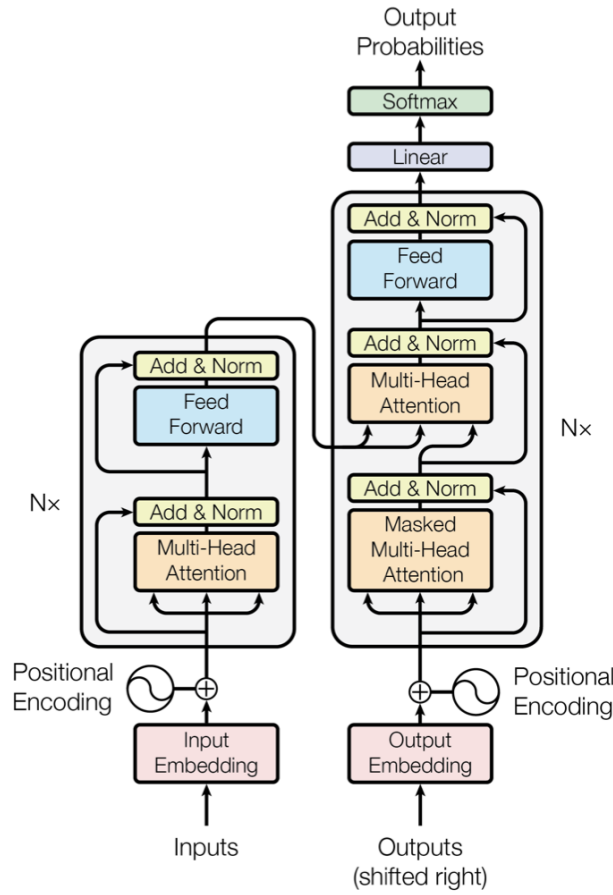 Output
Probabilities
Softmax
Linear
Add & Norm
Feed
Forward
Add & Norm
Multi-Head
Attention
Add & Norm
Masked
Multi-Head
Attention
N×
Positional
Encoding
Output
Embedding
Outputs
(shifted right)
Add & Norm
Feed
Forward
Add & Norm
Multi-Head
Attention
N×
Positional
Encoding
Input
Embedding
Inputs